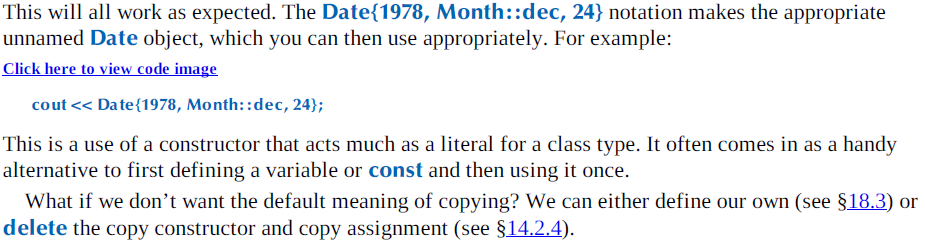 This will all work as expected. The Date{1978, Month::dec, 24} notation makes the appropriate
unnamed Date object, which you can then use appropriately. For example:
Click here to view code image
cout << Date{1978, Month::dec, 24};
This is a use of a constructor that acts much as a literal for a class type. It often comes in as a handy
alternative to first defining a variable or const and then using it once.
What if we don’t want the default meaning of copying? We can either define our own (see §18.3) or
delete the copy constructor and copy assignment (see §14.2.4).